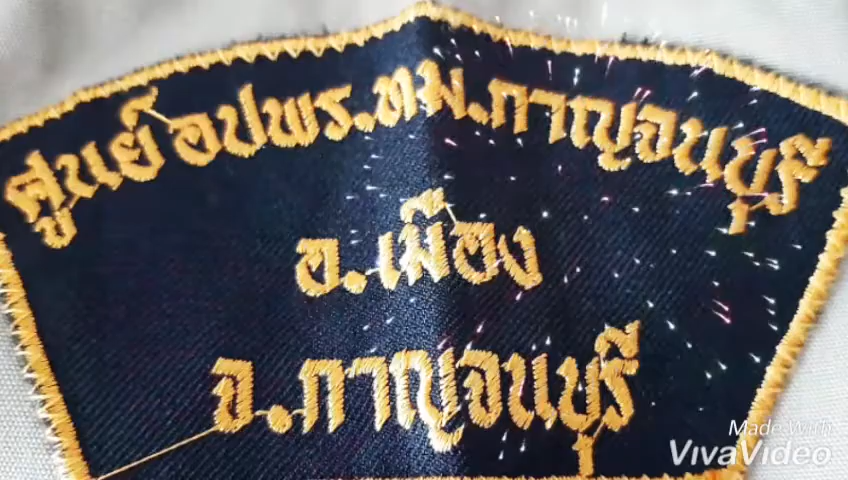 ศูนย์ อปพร.ทม.กาญจนบุรี
อ.เมือง
จ.กาญจนบุรี
Made With
VivaVideo